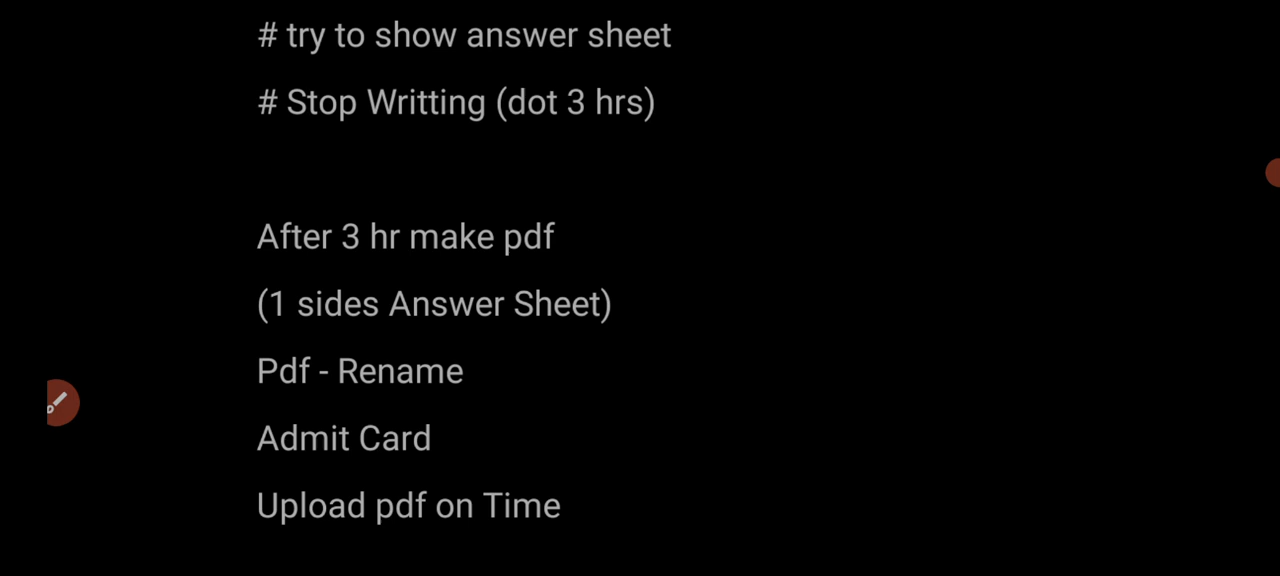 # try to show answer sheet
# Stop Writting (dot 3 hrs)
After 3 hr make pdf
(1 sides Answer Sheet)
Pdf - Rename
Admit Card
Upload pdf on Time